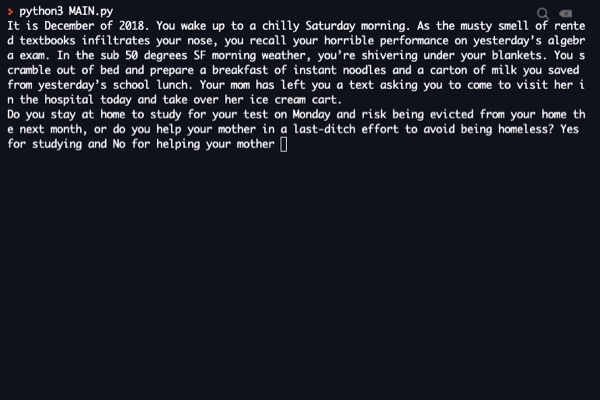 > python3 MAIN.py
It is December of 2018. You wake up to a chilly Saturday morning. As the musty smell of rente
d textbooks infiltrates your nose, you recall your horrible performance on yesterday’s algebr
a exam. In the sub 50 degrees SF morning weather, you’re shivering under your blankets. You s
cramble out of bed and prepare a breakfast of instant noodles and a carton of milk you saved
from yesterday’s school lunch. Your mom has left you a text asking you to come to visit her i
n the hospital today and take over her ice cream cart.
Do you stay at home to study for your test on Monday and risk being evicted from your home th
e next month, or do you help your mother in a last-ditch effort to avoid being homeless? Yes
for studying and No for helping your mother